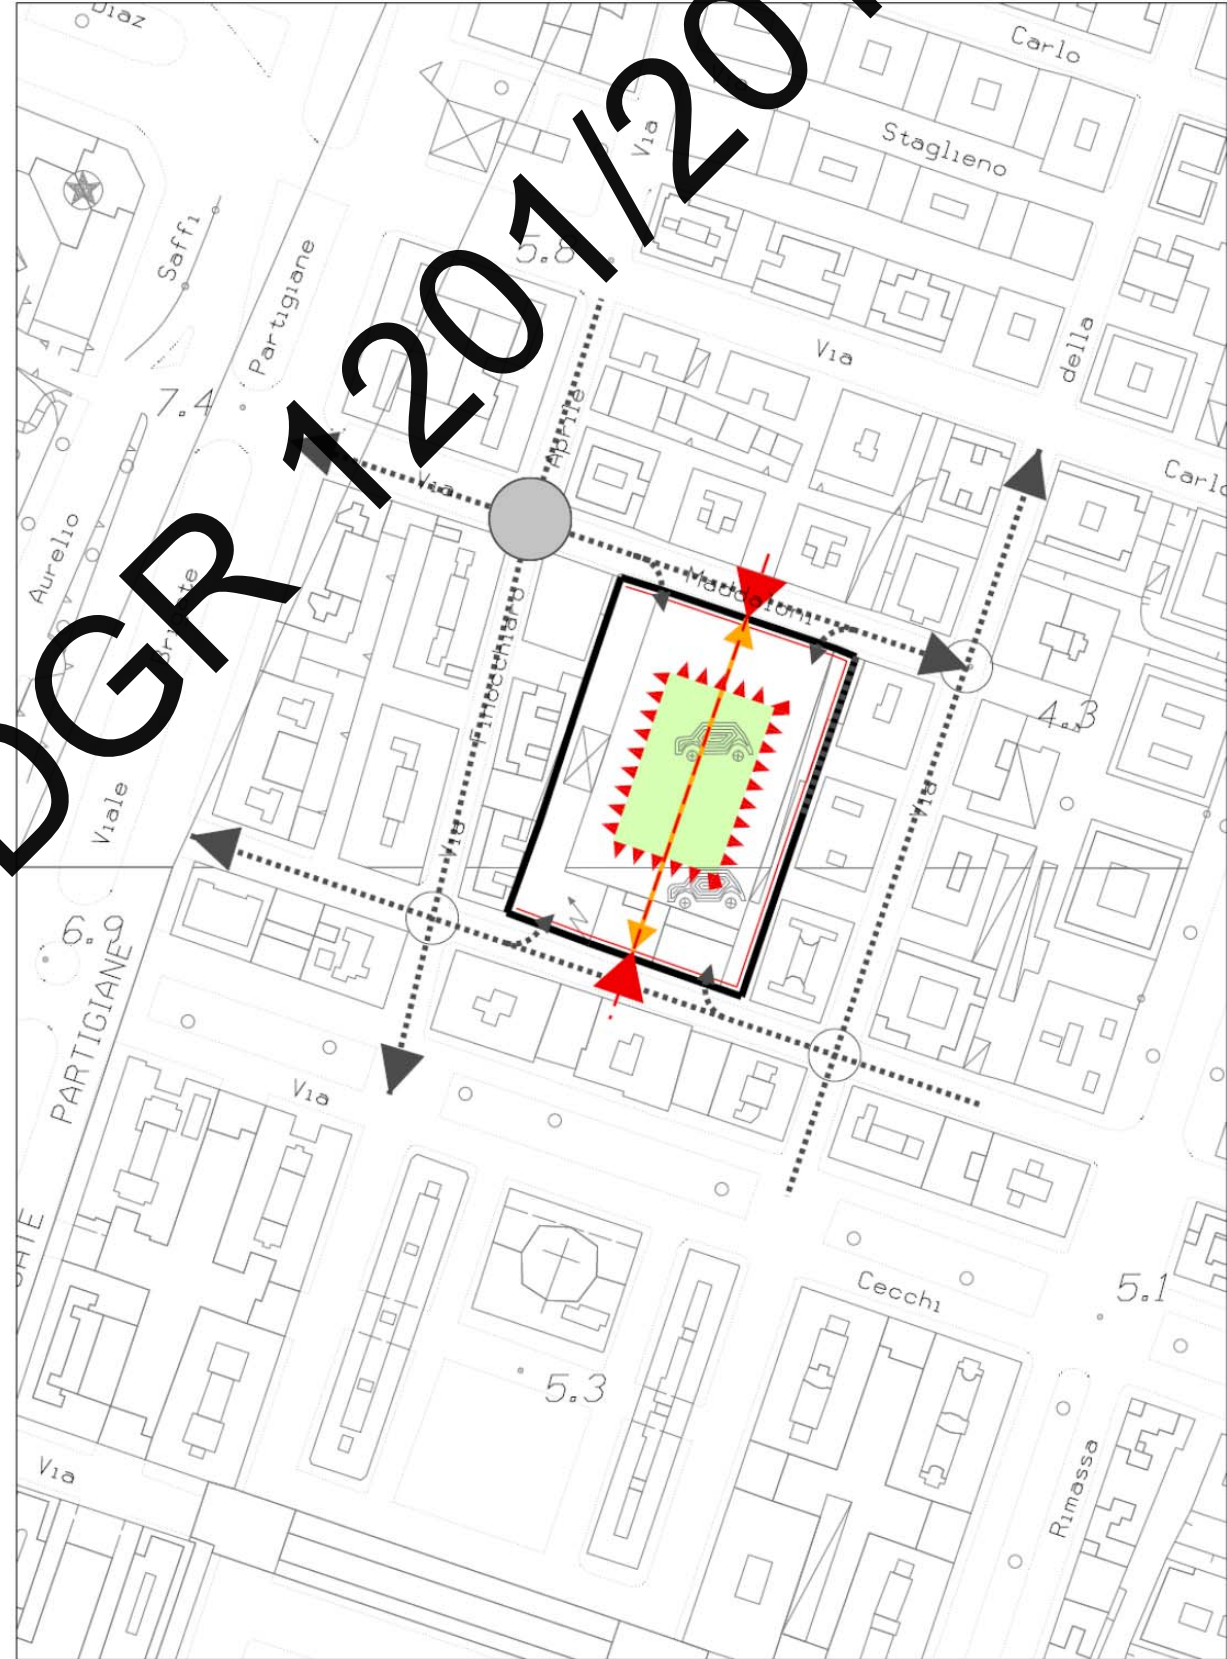 Diaz
Carlo
Via
Via
Staglieno
Saffi
Partigiane
5.8
della
Via
7.4
Aprile
Via
Carlo
Aurelio
Brigate
Maddaloni
Finocchiaro
4.3
Via
Viale
Via
6.9
PARTIGIANE
Via
Cecchi
5.1
5.3
Via
Rimassa
DGR 1201/20